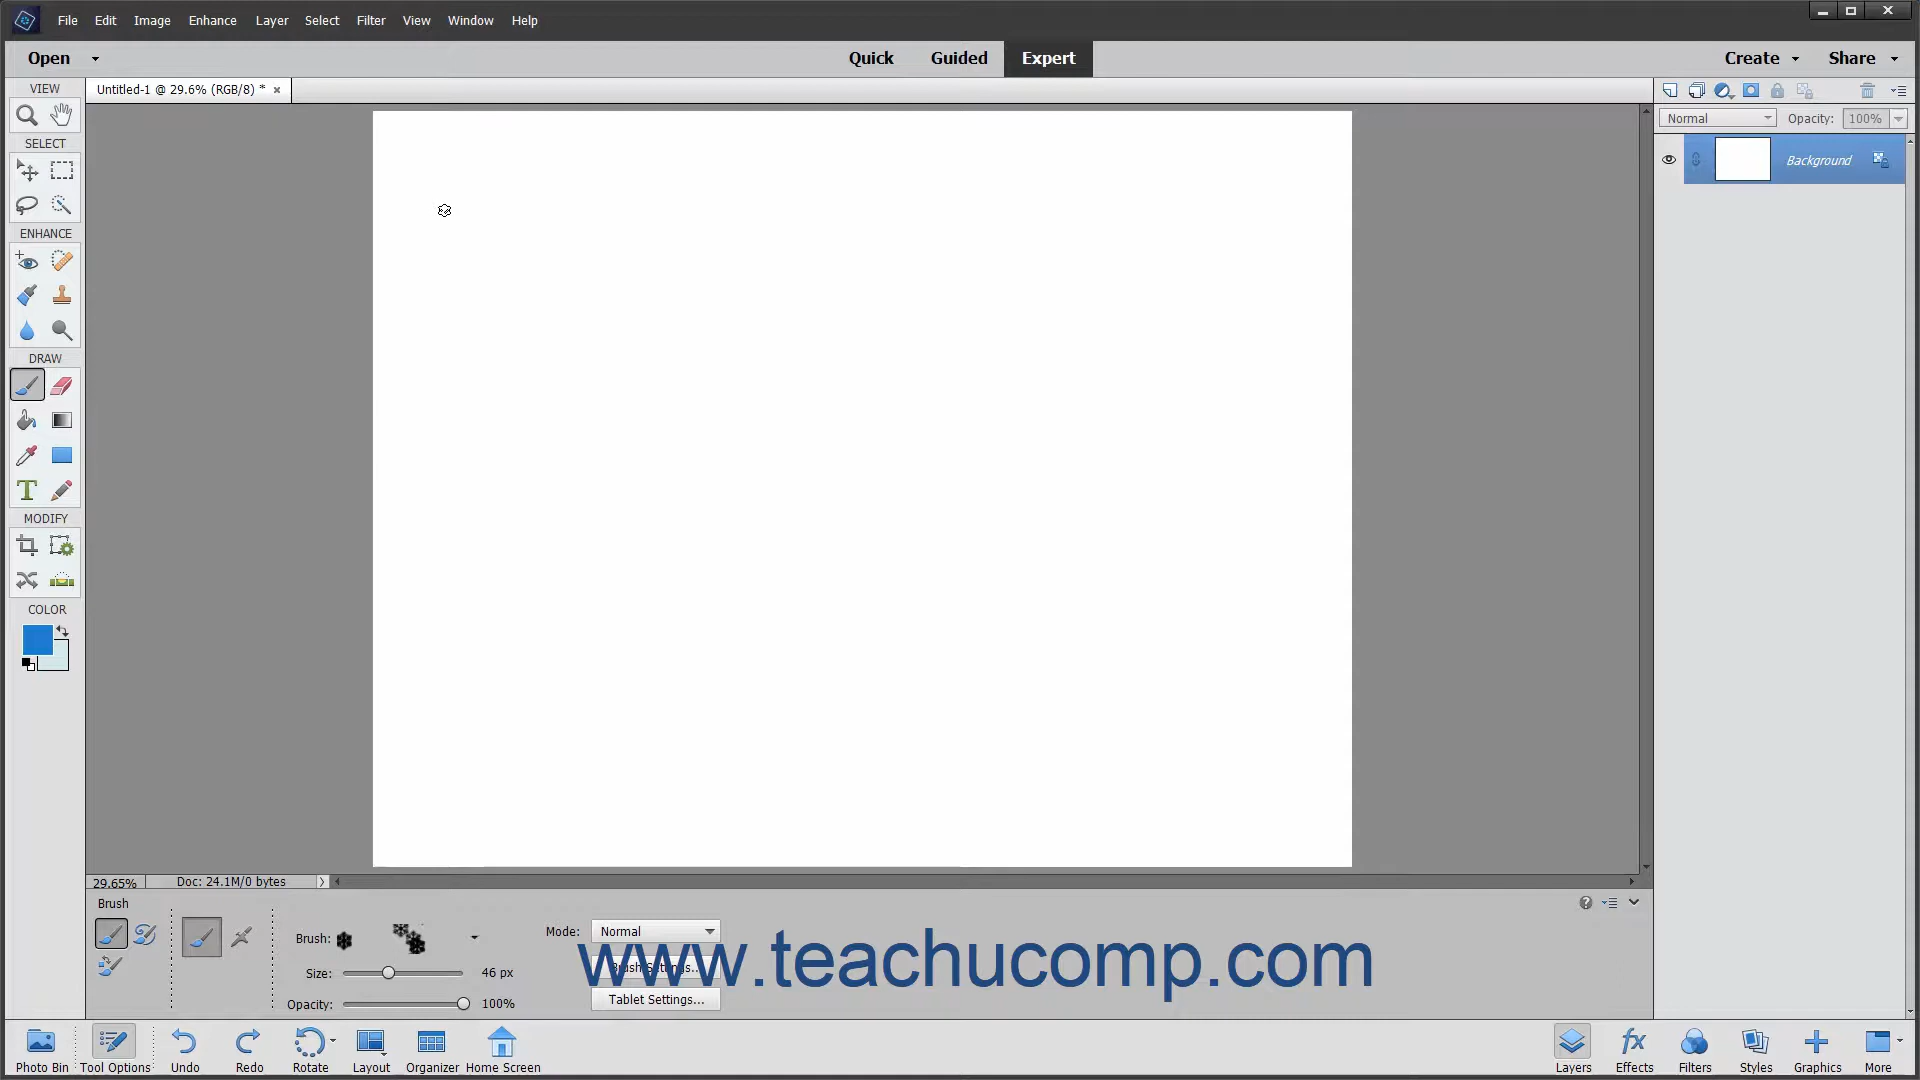 File Edit Image Enhance Layer Select Filter View Window Help
Open Quick Guided Expert Create Share
VIEW Untitled-1 @ 29.6% (RGB/8) * ×
Normal Opacity: 100%
SELECT
Background
ENHANCE
DRAW
T
MODIFY
COLOR
29.65% Doc: 24.1M/0 bytes
Brush
Brush: Mode: Normal
Size: 46 px Brush Settings...
www.teachucomp.com
Opacity: 100% Tablet Settings...
fx
Photo Bin Tool Options Undo Redo Rotate Layout Organizer Home Screen Layers Effects Filters Styles Graphics More